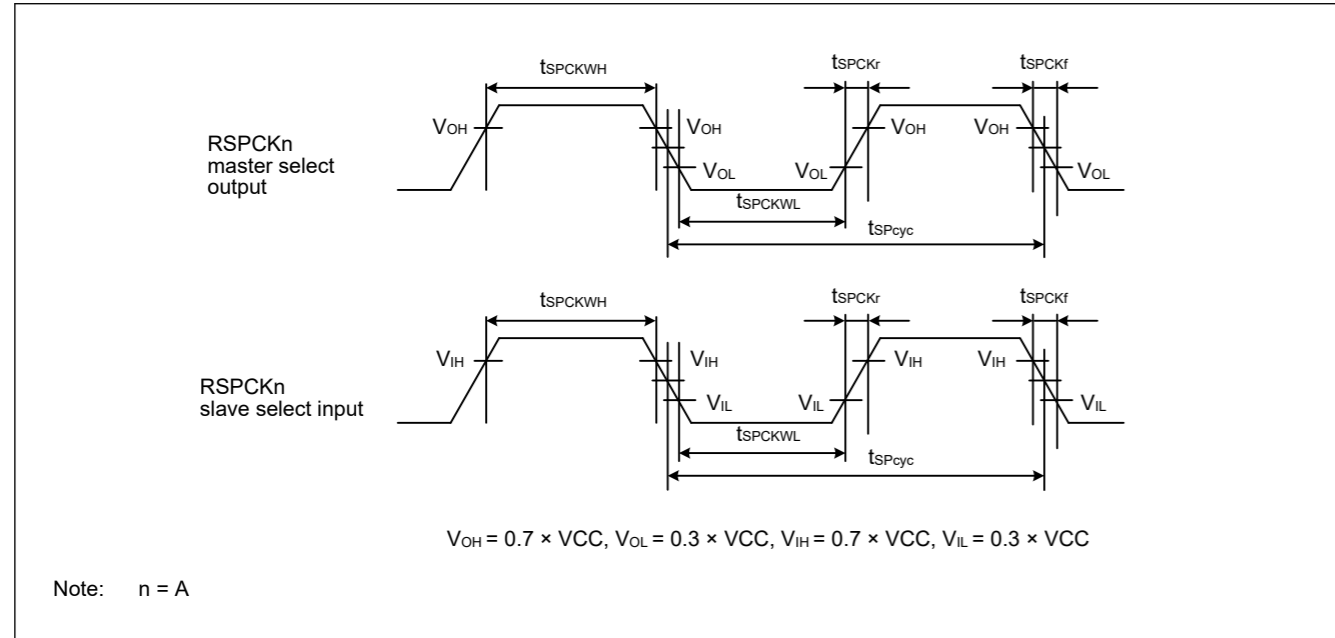 tSPCKWH
tSPCKr
tSPCKf
RSPCKn
master select
output
VOH
VOH
VOL
VOL
VOH
VOH
VOL
tSPCKWL
tSPcyc
tSPCKWH
tSPCKr
tSPCKf
RSPCKn
slave select input
VIH
VIH
VIL
VIL
VIH
VIH
VIL
tSPCKWL
tSPcyc
VOH = 0.7 × VCC, VOL = 0.3 × VCC, VIH = 0.7 × VCC, VIL = 0.3 × VCC
Note: n = A